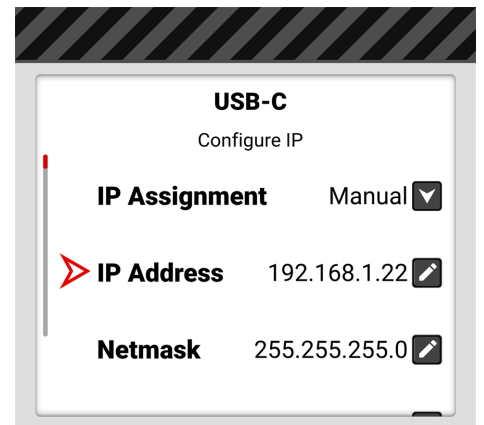 USB-C
Configure IP
IP Assignment Manual
IP Address 192.168.1.22
Netmask 255.255.255.0